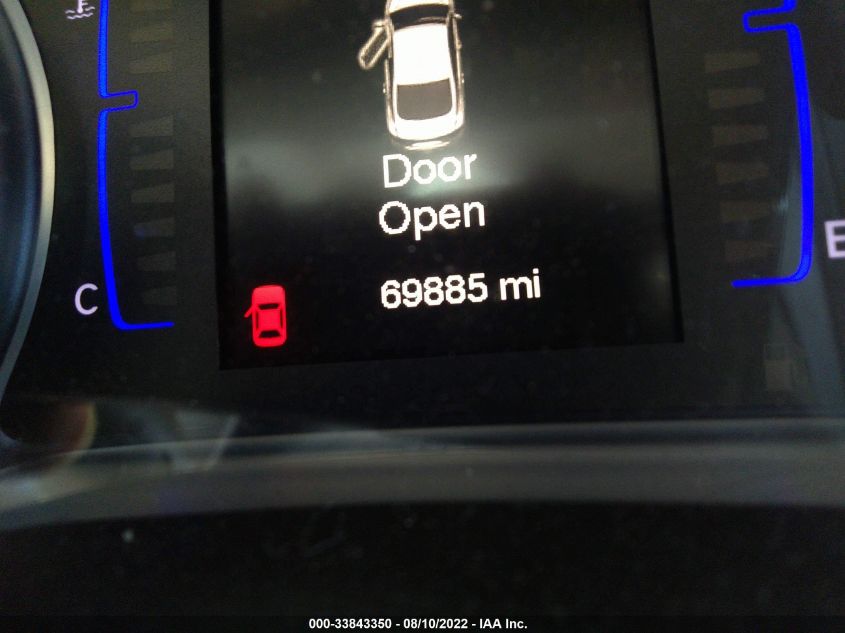 Door
Open
69885 mi
C
E
000-33843350 - 08/10/2022 - IAA Inc.